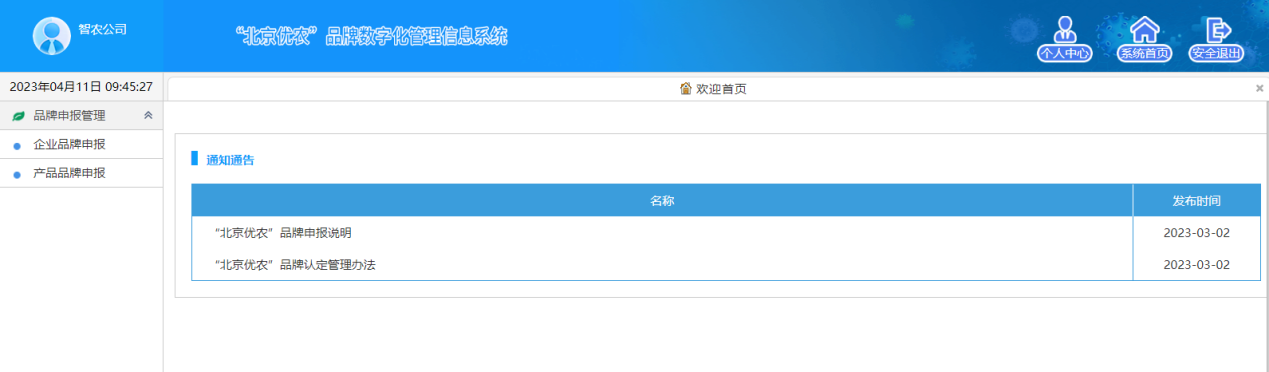 智农公司
“北京优农”品牌数字化管理信息系统
个人中心
系统首页
安全退出
2023年04月11日 09:45:27
欢迎首页
品牌申报管理
企业品牌申报
产品品牌申报
通知通告
名称 发布时间
“北京优农”品牌申报说明 2023-03-02
“北京优农”品牌认定管理办法 2023-03-02